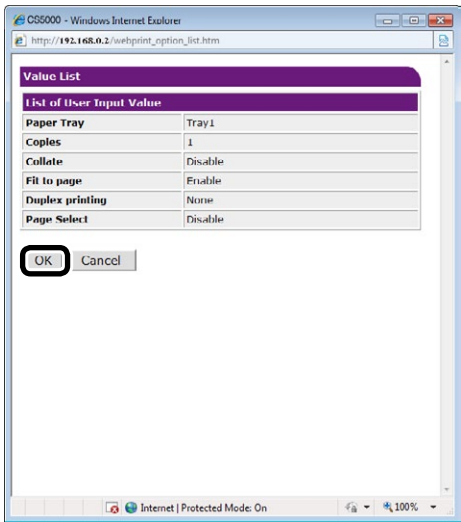 CS5000 - Windows Internet Explorer
http://192.168.0.2/webprint_option_list.htm
Value List
List of User Input Value
Paper Tray Tray1
Copies 1
Collate Disable
Fit to page Enable
Duplex printing None
Page Select Disable
OK Cancel
Internet | Protected Mode: On 100%